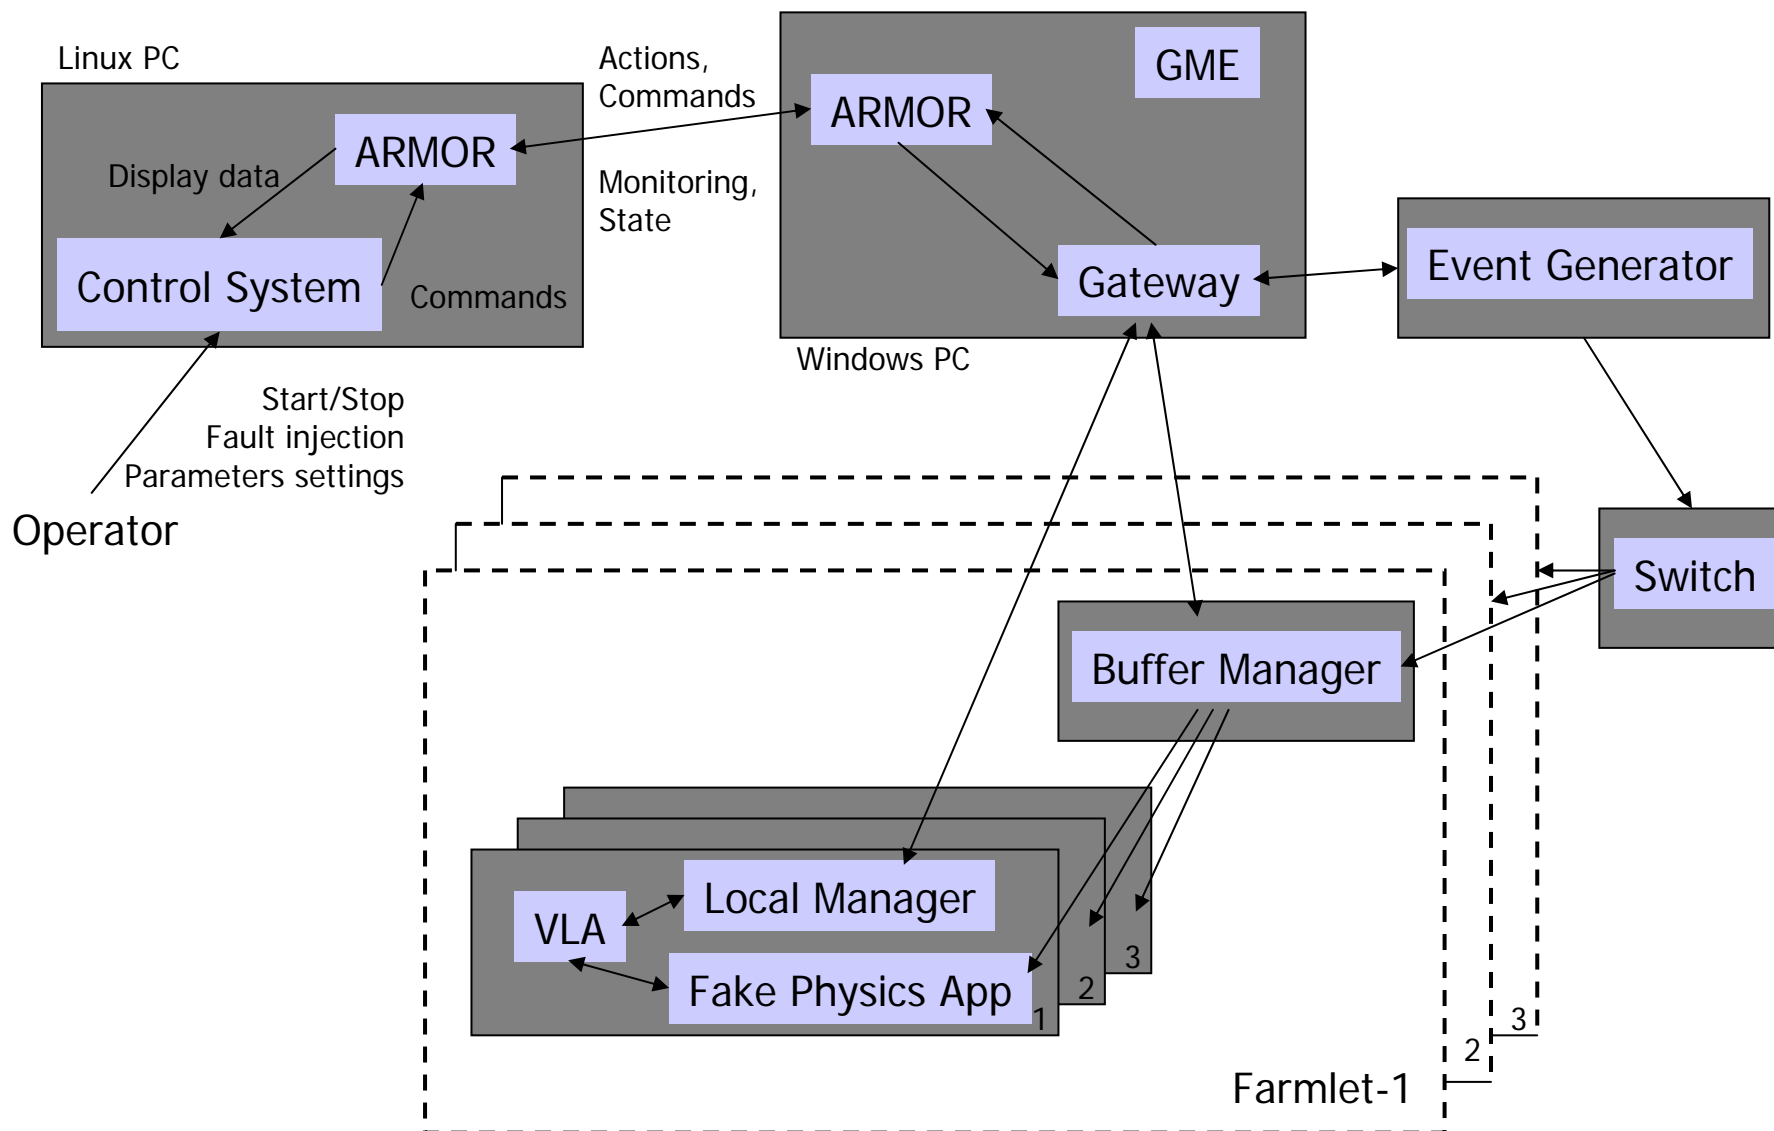 Linux PC
ARMOR
Display data
Control System
Commands
Actions,
Commands
Monitoring,
State
GME
ARMOR
Gateway
Windows PC
Event Generator
Start/Stop
Fault injection
Parameters settings
Operator
Switch
Buffer Manager
Local Manager
VLA
Fake Physics App
1
2
3
Farmlet-1
2
3